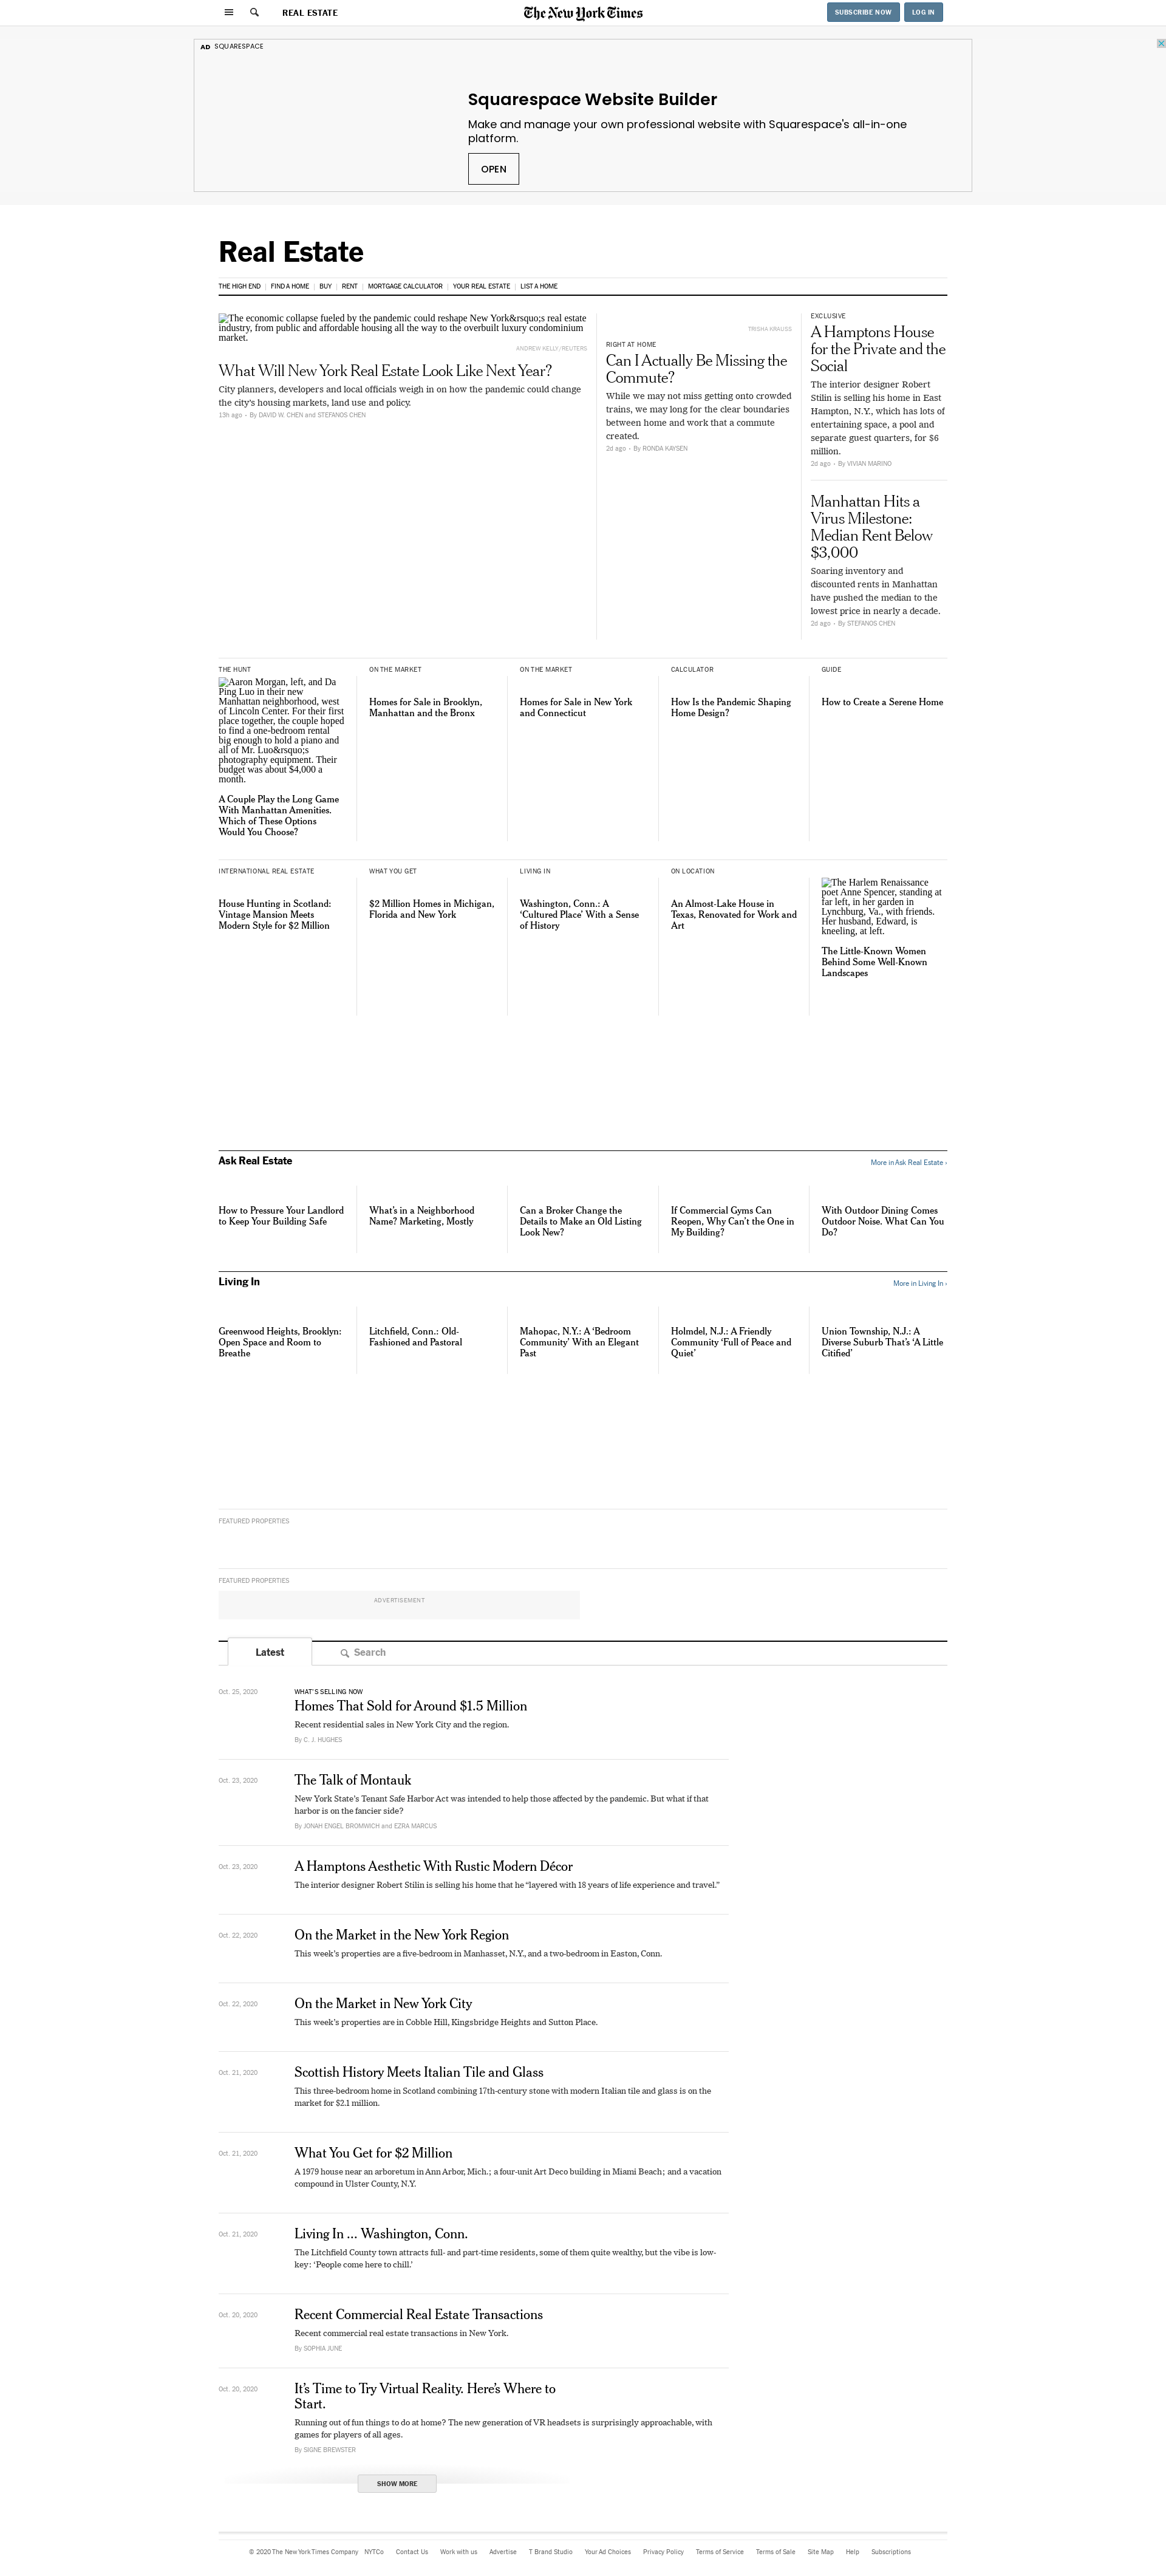 REAL ESTATE
The New York Times
SUBSCRIBE NOW
LOG IN
AD SQUARESPACE
Squarespace Website Builder
Make and manage your own professional website with Squarespace's all-in-one
platform.
OPEN
Real Estate
THE HIGH END | FIND A HOME | BUY | RENT | MORTGAGE CALCULATOR | YOUR REAL ESTATE | LIST A HOME
The economic collapse fueled by the pandemic could reshape New York&rsquo;s real estate
industry, from public and affordable housing all the way to the overbuilt luxury condominium
market.
ANDREW KELLY/REUTERS
What Will New York Real Estate Look Like Next Year?
City planners, developers and local officials weigh in on how the pandemic could change
the city's housing markets, land use and policy.
13h ago • By DAVID W. CHEN and STEFANOS CHEN
TRISHA KRAUSS
RIGHT AT HOME
Can I Actually Be Missing the
Commute?
While we may not miss getting onto crowded
trains, we may long for the clear boundaries
between home and work that a commute
created.
2d ago • By RONDA KAYSEN
EXCLUSIVE
A Hamptons House
for the Private and the
Social
The interior designer Robert
Stilin is selling his home in East
Hampton, N.Y., which has lots of
entertaining space, a pool and
separate guest quarters, for $6
million.
2d ago • By VIVIAN MARINO
Manhattan Hits a
Virus Milestone:
Median Rent Below
$3,000
Soaring inventory and
discounted rents in Manhattan
have pushed the median to the
lowest price in nearly a decade.
2d ago • By STEFANOS CHEN
THE HUNT
Aaron Morgan, left, and Da
Ping Luo in their new
Manhattan neighborhood, west
of Lincoln Center. For their first
place together, the couple hoped
to find a one-bedroom rental
big enough to hold a piano and
all of Mr. Luo&rsquo;s
photography equipment. Their
budget was about $4,000 a
month.
A Couple Play the Long Game
With Manhattan Amenities.
Which of These Options
Would You Choose?
ON THE MARKET
Homes for Sale in Brooklyn,
Manhattan and the Bronx
ON THE MARKET
Homes for Sale in New York
and Connecticut
CALCULATOR
How Is the Pandemic Shaping
Home Design?
GUIDE
How to Create a Serene Home
INTERNATIONAL REAL ESTATE
House Hunting in Scotland:
Vintage Mansion Meets
Modern Style for $2 Million
WHAT YOU GET
$2 Million Homes in Michigan,
Florida and New York
LIVING IN
Washington, Conn.: A
‘Cultured Place’ With a Sense
of History
ON LOCATION
An Almost-Lake House in
Texas, Renovated for Work and
Art
The Harlem Renaissance
poet Anne Spencer, standing at
far left, in her garden in
Lynchburg, Va., with friends.
Her husband, Edward, is
kneeling, at left.
The Little-Known Women
Behind Some Well-Known
Landscapes
Ask Real Estate
More in Ask Real Estate ›
How to Pressure Your Landlord
to Keep Your Building Safe
What’s in a Neighborhood
Name? Marketing, Mostly
Can a Broker Change the
Details to Make an Old Listing
Look New?
If Commercial Gyms Can
Reopen, Why Can’t the One in
My Building?
With Outdoor Dining Comes
Outdoor Noise. What Can You
Do?
Living In
More in Living In ›
Greenwood Heights, Brooklyn:
Open Space and Room to
Breathe
Litchfield, Conn.: Old-
Fashioned and Pastoral
Mahopac, N.Y.: A ‘Bedroom
Community’ With an Elegant
Past
Holmdel, N.J.: A Friendly
Community ‘Full of Peace and
Quiet’
Union Township, N.J.: A
Diverse Suburb That’s ‘A Little
Citified’
FEATURED PROPERTIES
FEATURED PROPERTIES
ADVERTISEMENT
Latest
Search
Oct. 25, 2020
WHAT’S SELLING NOW
Homes That Sold for Around $1.5 Million
Recent residential sales in New York City and the region.
By C. J. HUGHES
Oct. 23, 2020
The Talk of Montauk
New York State’s Tenant Safe Harbor Act was intended to help those affected by the pandemic. But what if that
harbor is on the fancier side?
By JONAH ENGEL BROMWICH and EZRA MARCUS
Oct. 23, 2020
A Hamptons Aesthetic With Rustic Modern Décor
The interior designer Robert Stilin is selling his home that he “layered with 18 years of life experience and travel.”
Oct. 22, 2020
On the Market in the New York Region
This week’s properties are a five-bedroom in Manhasset, N.Y., and a two-bedroom in Easton, Conn.
Oct. 22, 2020
On the Market in New York City
This week’s properties are in Cobble Hill, Kingsbridge Heights and Sutton Place.
Oct. 21, 2020
Scottish History Meets Italian Tile and Glass
This three-bedroom home in Scotland combining 17th-century stone with modern Italian tile and glass is on the
market for $2.1 million.
Oct. 21, 2020
What You Get for $2 Million
A 1979 house near an arboretum in Ann Arbor, Mich.; a four-unit Art Deco building in Miami Beach; and a vacation
compound in Ulster County, N.Y.
Oct. 21, 2020
Living In ... Washington, Conn.
The Litchfield County town attracts full- and part-time residents, some of them quite wealthy, but the vibe is low-
key: ‘People come here to chill.’
Oct. 20, 2020
Recent Commercial Real Estate Transactions
Recent commercial real estate transactions in New York.
By SOPHIA JUNE
Oct. 20, 2020
It’s Time to Try Virtual Reality. Here’s Where to
Start.
Running out of fun things to do at home? The new generation of VR headsets is surprisingly approachable, with
games for players of all ages.
By SIGNE BREWSTER
SHOW MORE
© 2020 The New York Times Company NYTCo Contact Us Work with us Advertise T Brand Studio Your Ad Choices Privacy Policy Terms of Service Terms of Sale Site Map Help Subscriptions